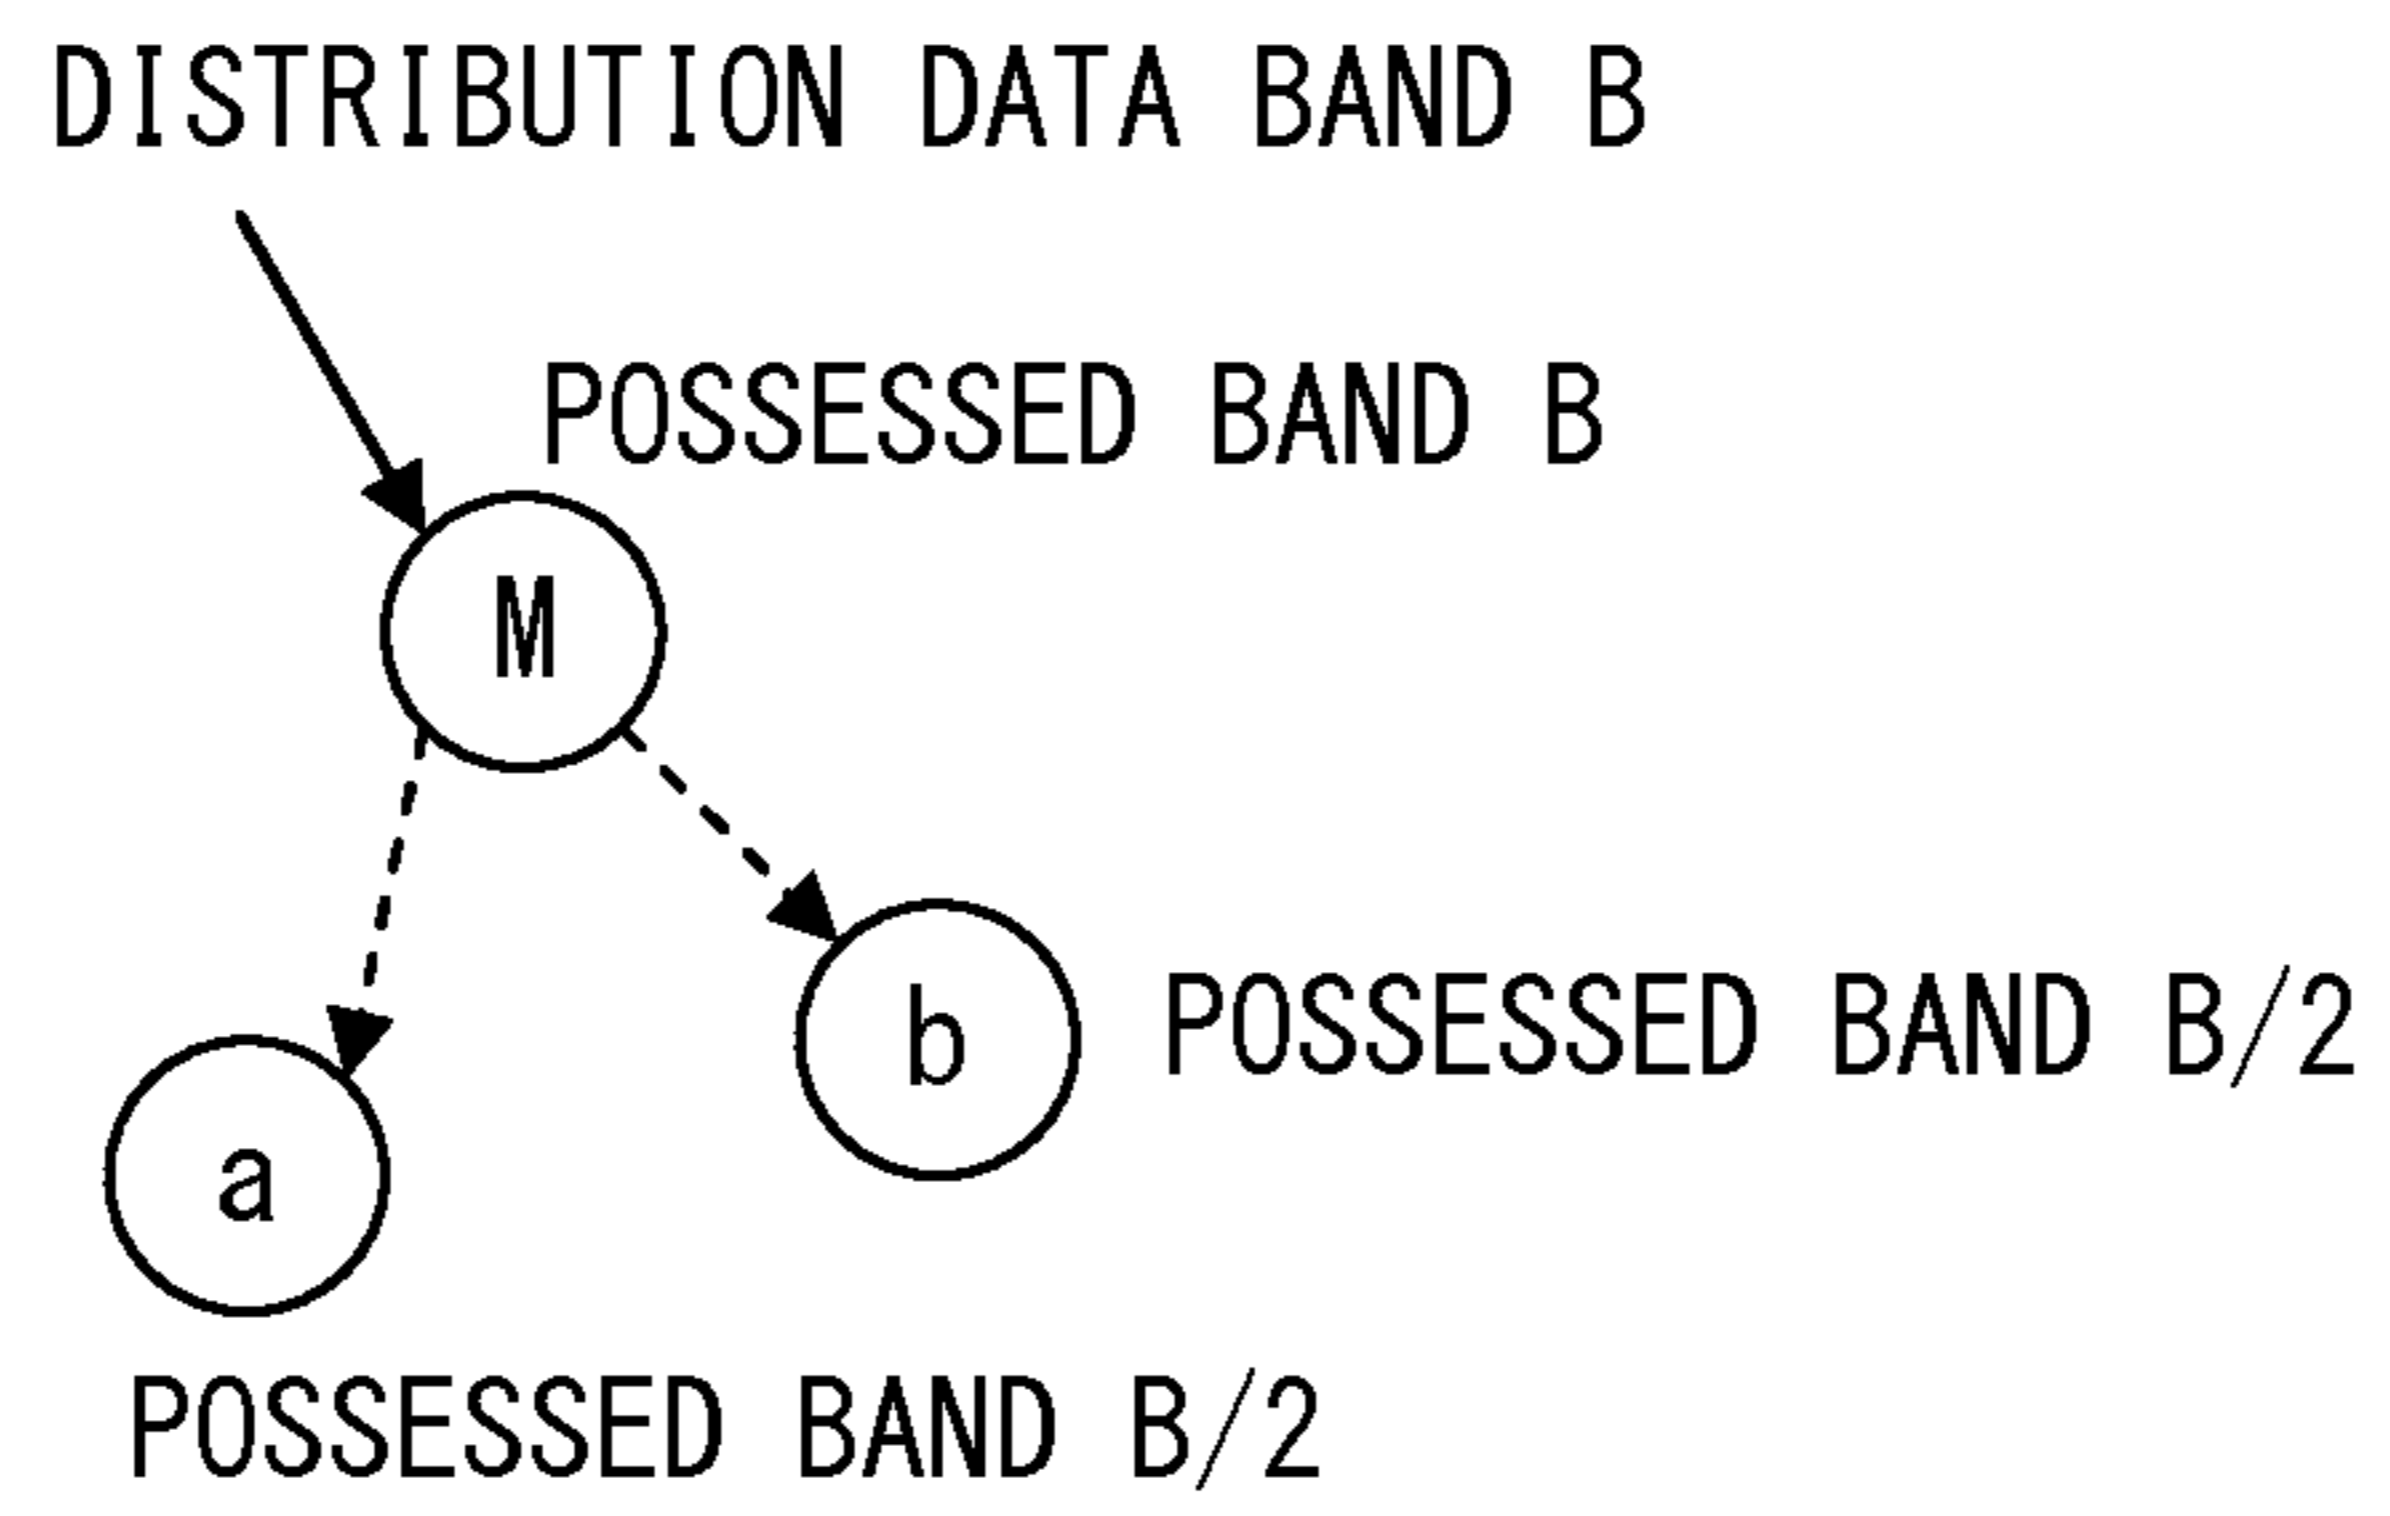 DISTRIBUTION DATA BAND B
POSSESSED BAND B
M
b
POSSESSED BAND B/2
a
POSSESSED BAND B/2